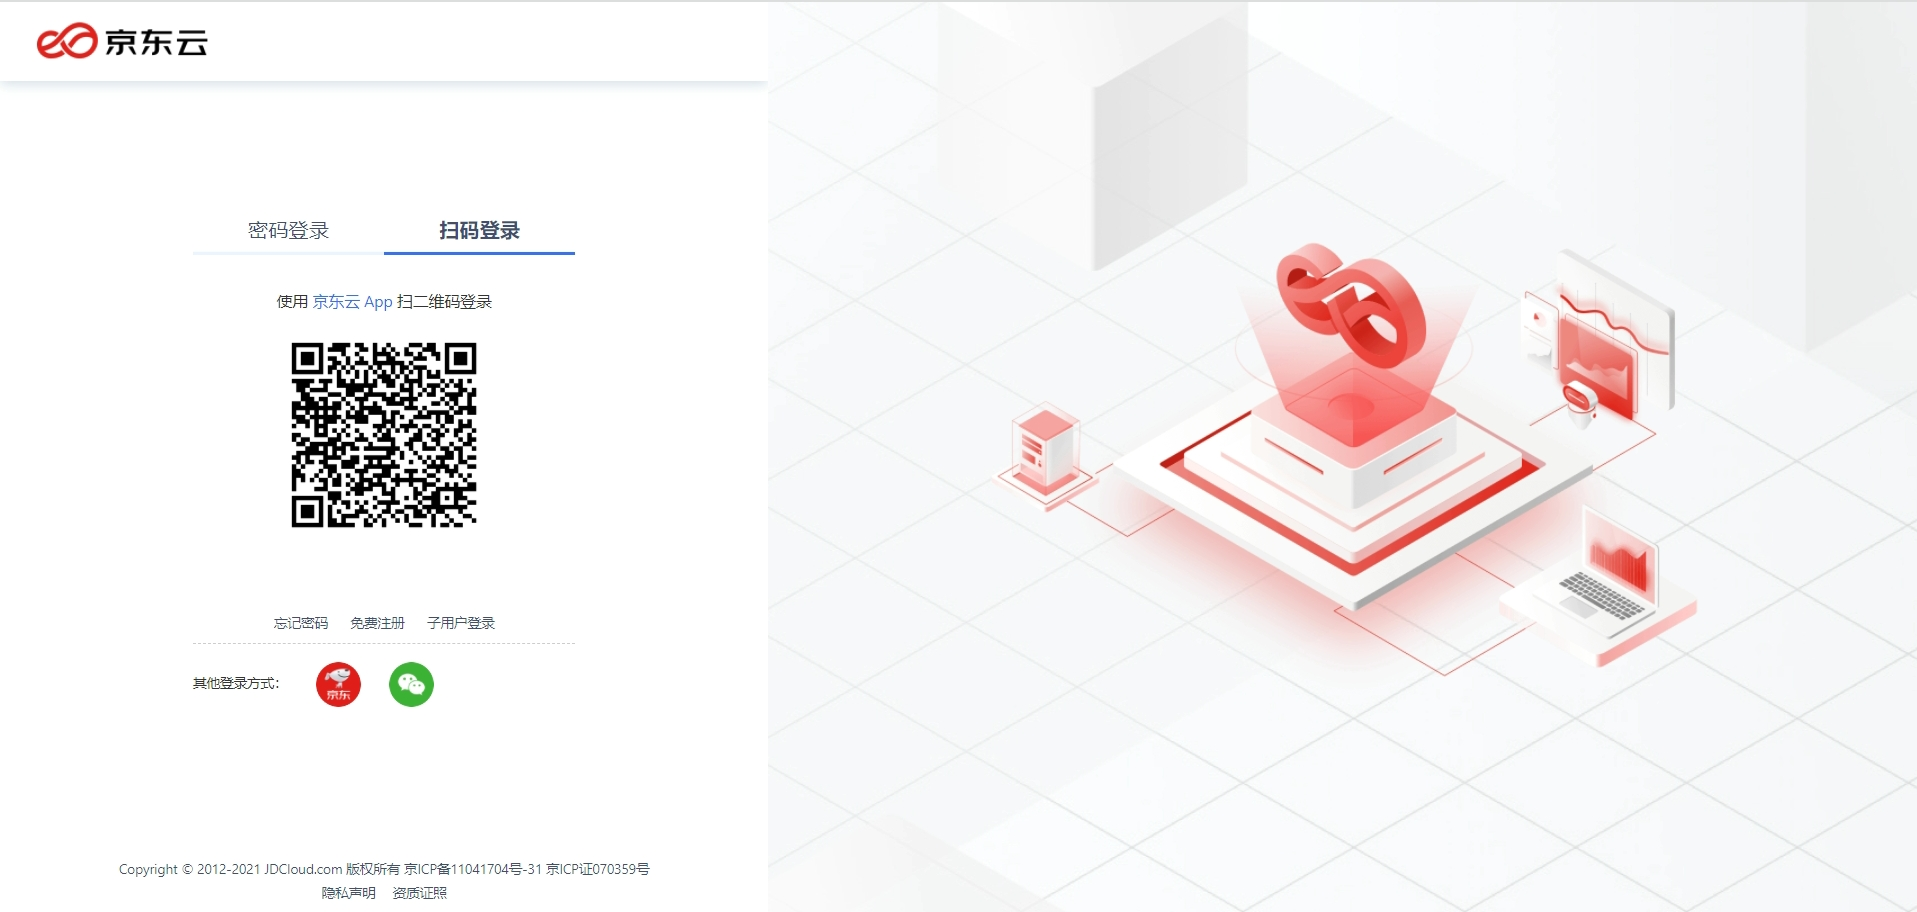 京东云
密码登录 扫码登录
使用 京东云 App 扫二维码登录
忘记密码 免费注册 子用户登录
其他登录方式:
京东
Copyright © 2012-2021 JDCloud.com 版权所有 京ICP备11041704号-31 京ICP证070359号
隐私声明 资质证照